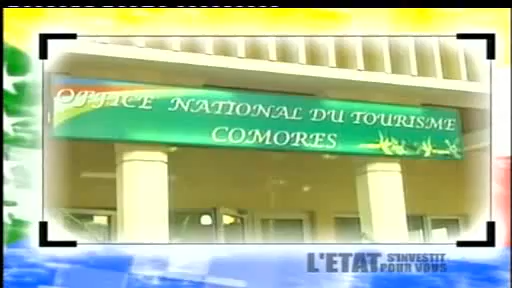 OFFICE NATIONAL DU TOURISME
COMORES
L'ETAT S'INVESTIT
POUR VOUS